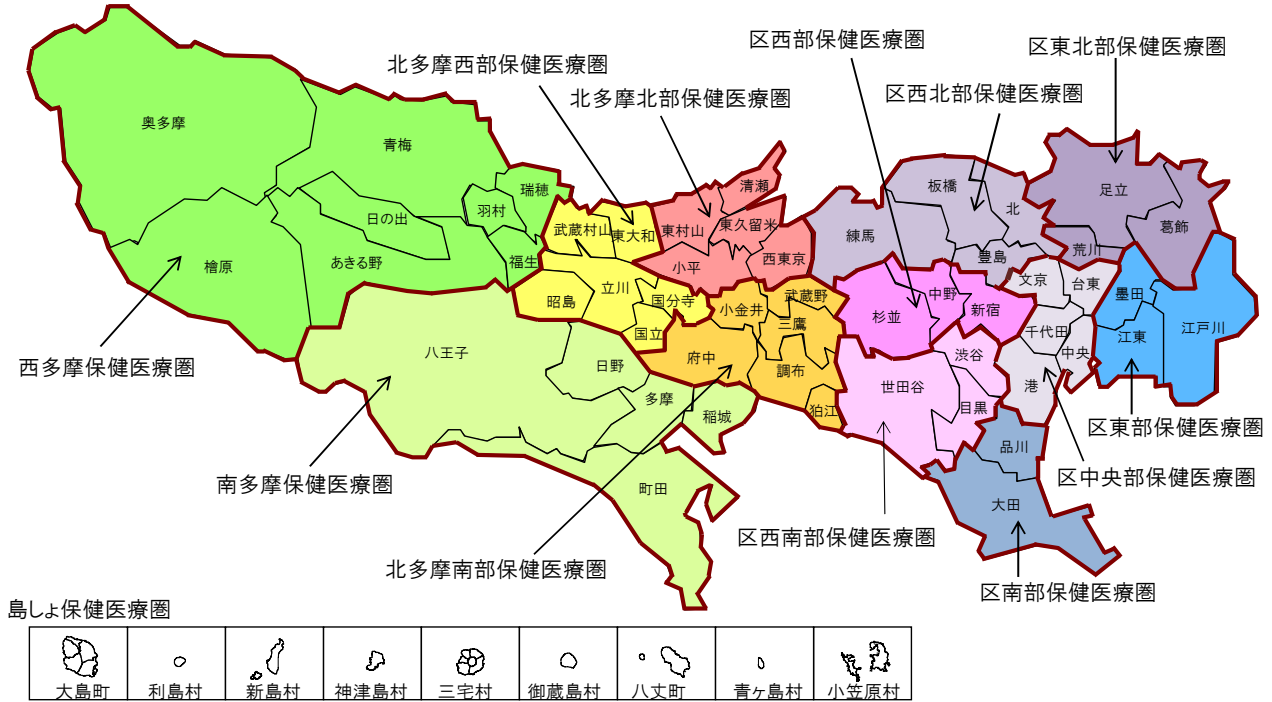 区西部保健医療圏
区東北部保健医療圏
北多摩西部保健医療圏
北多摩北部保健医療圏
区西北部保健医療圏
奥多摩
青梅
瑞穂
羽村
日の出
檜原
あきる野
福生
武蔵村山
東大和
東村山
清瀬
東久留米
小平
西東京
練馬
板橋
北
豊島
足立
葛飾
荒川
昭島
立川
国分寺
国立
小金井
武蔵野
三鷹
府中
調布
狛江
杉並
中野
新宿
文京
台東
千代田
中央
港
墨田
江東
江戸川
西多摩保健医療圏
八王子
日野
多摩
稲城
町田
世田谷
渋谷
目黒
品川
大田
区東部保健医療圏
区中央部保健医療圏
南多摩保健医療圏
区西南部保健医療圏
北多摩南部保健医療圏
区南部保健医療圏
島しょ保健医療圏
大島町
利島村
新島村
神津島村
三宅村
御蔵島村
八丈町
青ヶ島村
小笠原村